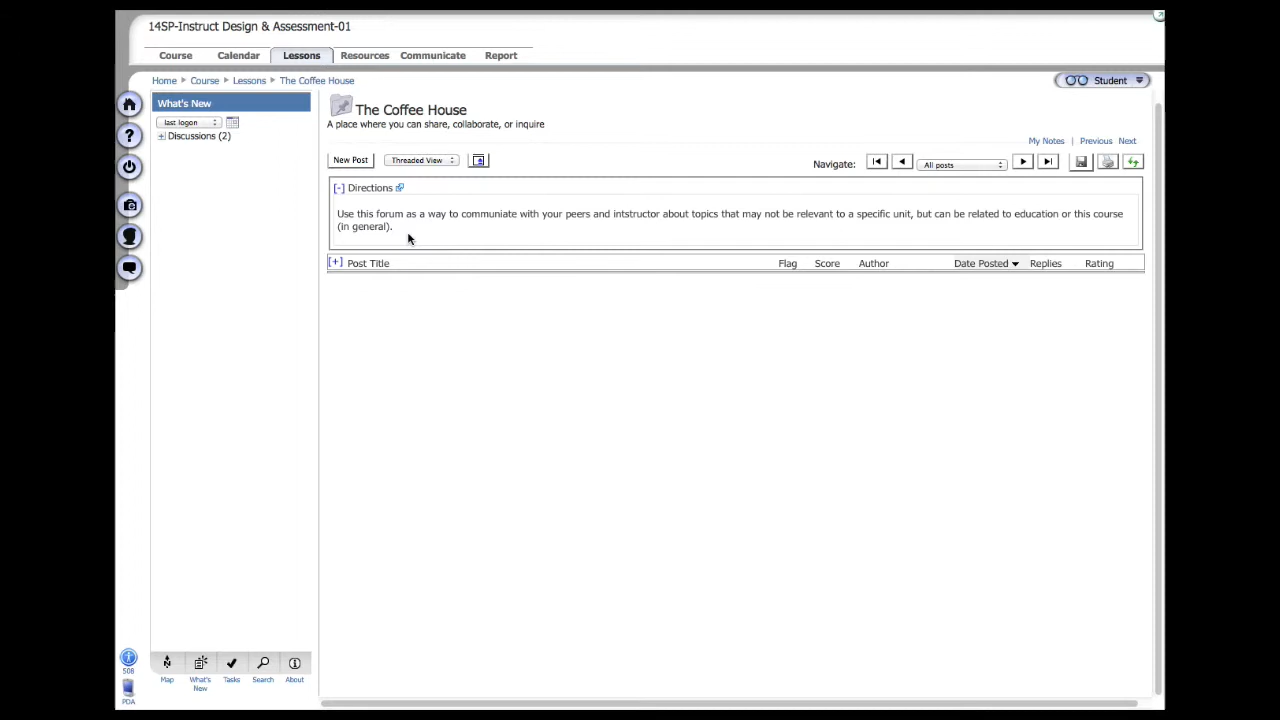 14SP-Instruct Design & Assessment-01
Course Calendar Lessons Resources Communicate Report
Home Course Lessons The Coffee House
Student
What's New
last logon
Discussions (2)
The Coffee House
A place where you can share, collaborate, or inquire
My Notes | Previous Next
New Post Threaded View Navigate: All posts
[-] Directions
Use this forum as a way to communiate with your peers and intstructor about topics that may not be relevant to a specific unit, but can be related to education or this course
(in general).
[+] Post Title Flag Score Author Date Posted Replies Rating
508
PDA
Map What's New Tasks Search About